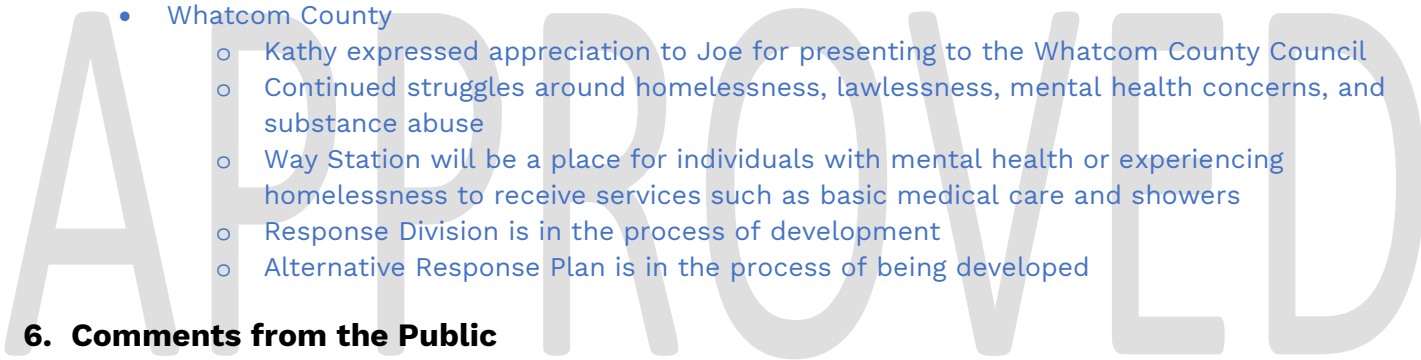 • Whatcom County
o Kathy expressed appreciation to Joe for presenting to the Whatcom County Council
o Continued struggles around homelessness, lawlessness, mental health concerns, and
substance abuse
o Way Station will be a place for individuals with mental health or experiencing
homelessness to receive services such as basic medical care and showers
o Response Division is in the process of development
o Alternative Response Plan is in the process of being developed
6. Comments from the Public
APPROVED